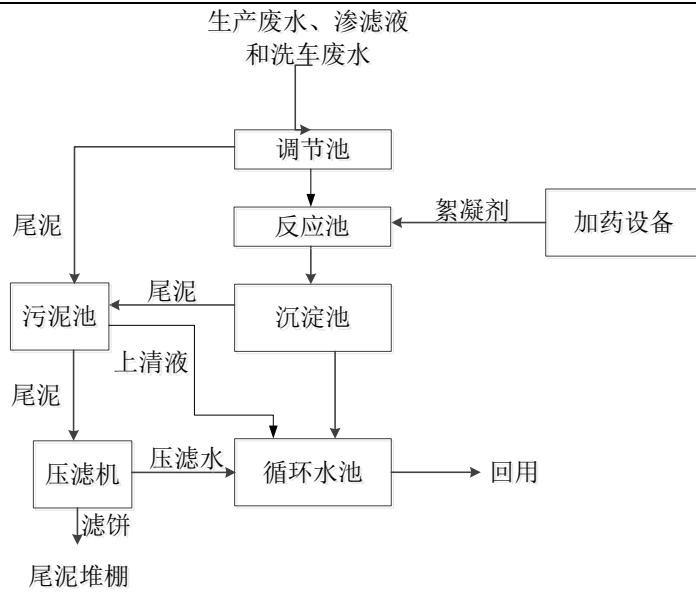 生产废水、渗滤液
和洗车废水
调节池
尾泥
反应池
絮凝剂
加药设备
污泥池
尾泥
沉淀池
上清液
尾泥
压滤机
压滤水
循环水池
回用
滤饼
尾泥堆棚